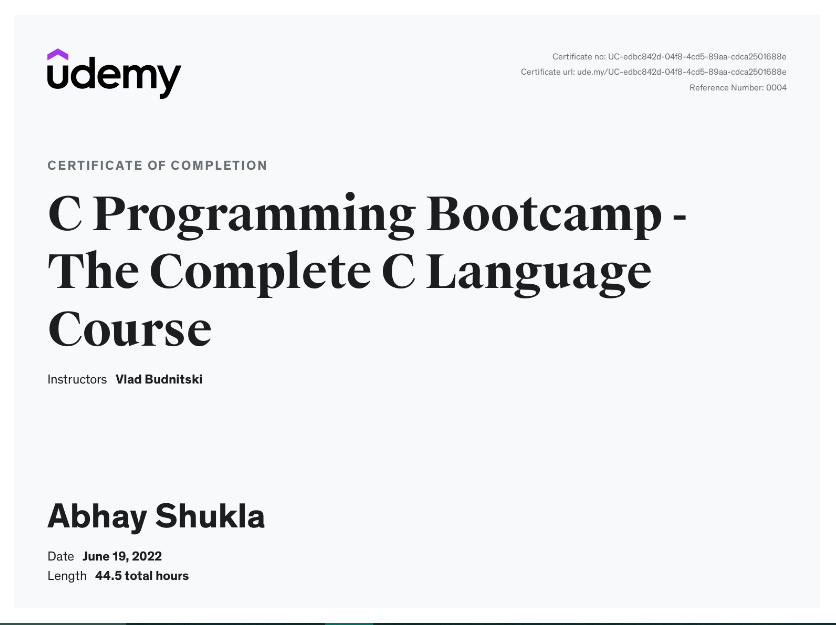 udemy
Certificate no: UC-edbc842d-04f8-4cd5-89aa-cdca2501688e
Certificate url: ude.my/UC-edbc842d-04f8-4cd5-89aa-cdca2501688e
Reference Number: 0004
CERTIFICATE OF COMPLETION
C Programming Bootcamp -
The Complete C Language
Course
Instructors Vlad Budnitski
Abhay Shukla
Date June 19, 2022
Length 44.5 total hours